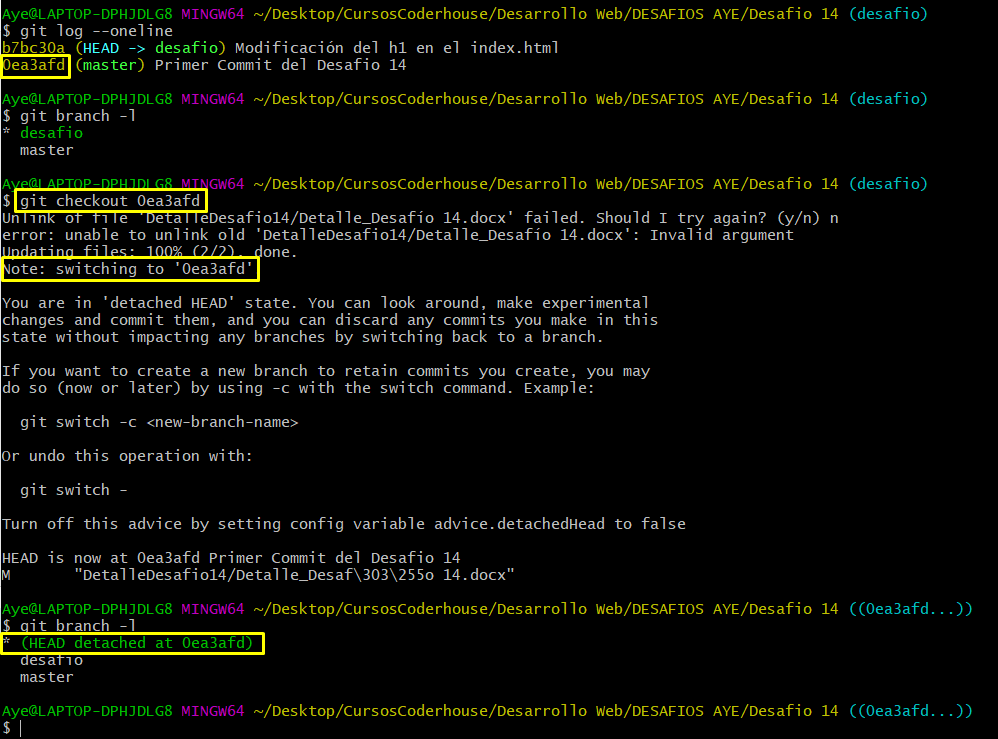 Aye@LAPTOP-DPHJDLG8 MINGW64 ~/Desktop/CursosCoderhouse/Desarrollo Web/DESAFIOS AYE/Desafio 14 (desafio)
$ git log --oneline
b7bc30a (HEAD -> desafio) Modificación del h1 en el index.html
0ea3afd (master) Primer Commit del Desafio 14
Aye@LAPTOP-DPHJDLG8 MINGW64 ~/Desktop/CursosCoderhouse/Desarrollo Web/DESAFIOS AYE/Desafio 14 (desafio)
$ git branch -l
* desafio
master
Aye@LAPTOP-DPHJDLG8 MINGW64 ~/Desktop/CursosCoderhouse/Desarrollo Web/DESAFIOS AYE/Desafio 14 (desafio)
$ git checkout 0ea3afd
Unlink of file 'DetalleDesafio14/Detalle_Desafio 14.docx' failed. Should I try again? (y/n) n
error: unable to unlink old 'DetalleDesafio14/Detalle_Desafio 14.docx': Invalid argument
Updating files: 100% (2/2), done.
Note: switching to '0ea3afd'
You are in 'detached HEAD' state. You can look around, make experimental
changes and commit them, and you can discard any commits you make in this
state without impacting any branches by switching back to a branch.
If you want to create a new branch to retain commits you create, you may
do so (now or later) by using -c with the switch command. Example:
git switch -c <new-branch-name>
Or undo this operation with:
git switch -
Turn off this advice by setting config variable advice.detachedHead to false
HEAD is now at 0ea3afd Primer Commit del Desafio 14
M "DetalleDesafio14/Detalle_Desaf\303\255o 14.docx"
Aye@LAPTOP-DPHJDLG8 MINGW64 ~/Desktop/CursosCoderhouse/Desarrollo Web/DESAFIOS AYE/Desafio 14 ((0ea3afd...))
$ git branch -l
* (HEAD detached at 0ea3afd)
desafio
master
Aye@LAPTOP-DPHJDLG8 MINGW64 ~/Desktop/CursosCoderhouse/Desarrollo Web/DESAFIOS AYE/Desafio 14 ((0ea3afd...))
$